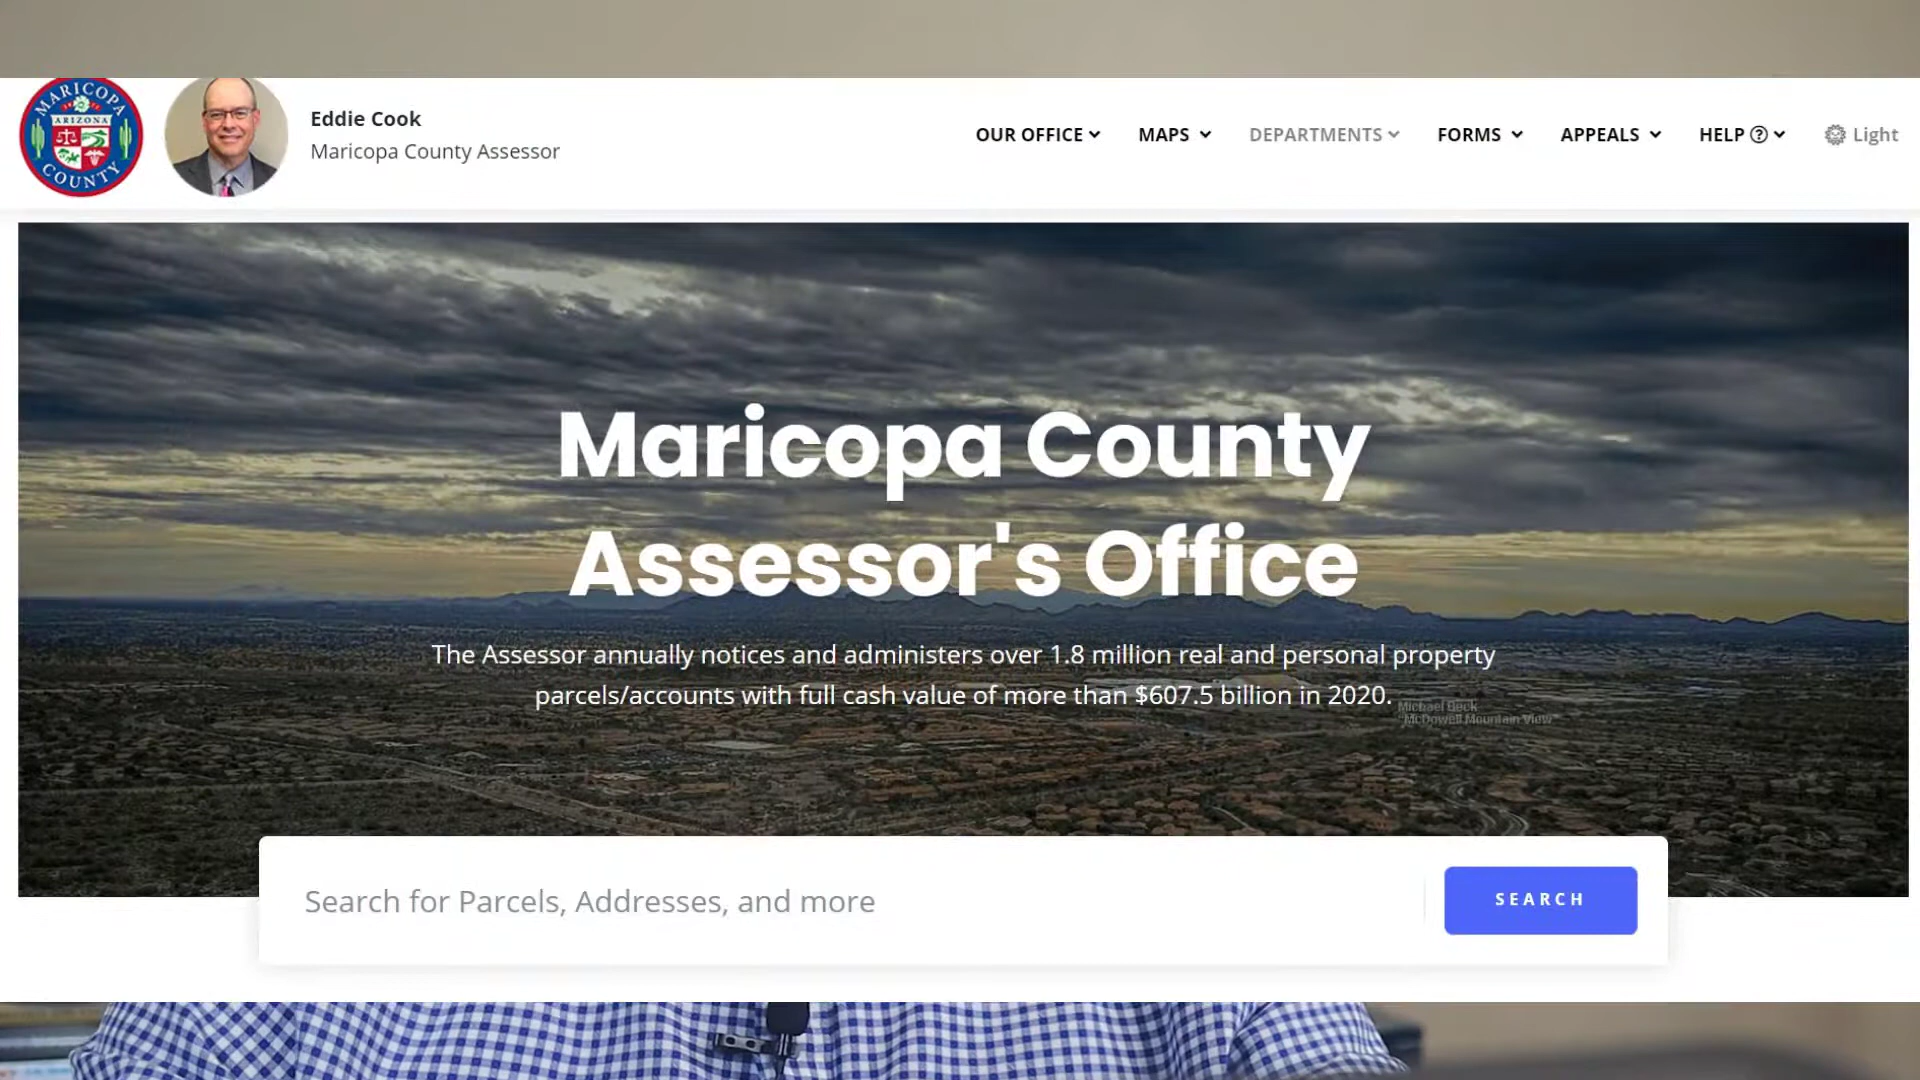 MARICOPA
ARIZONA
COUNTY
Eddie Cook
Maricopa County Assessor
OUR OFFICE
MAPS
DEPARTMENTS
FORMS
APPEALS
HELP
Light
Maricopa County
Assessor's Office
The Assessor annually notices and administers over 1.8 million real and personal property
parcels/accounts with full cash value of more than $607.5 billion in 2020.
Michael Beck
"McDowell Mountain View"
Search for Parcels, Addresses, and more
SEARCH